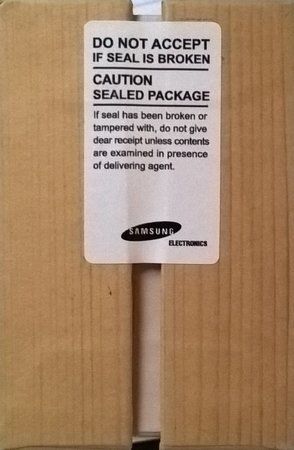 DO NOT ACCEPT
IF SEAL IS BROKEN
CAUTION
SEALED PACKAGE
If seal has been broken or
tampered with, do not give
dear receipt unless contents
are examined in presence
of delivering agent.
SAMSUNG
ELECTRONICS